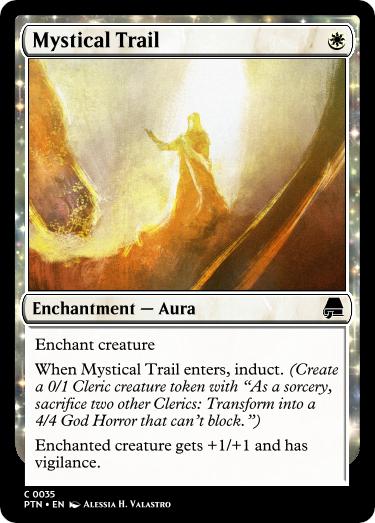 Mystical Trail
Enchantment — Aura
Enchant creature
When Mystical Trail enters, induct. (Create
a 0/1 Cleric creature token with “As a sorcery,
sacrifice two other Clerics: Transform into a
4/4 God Horror that can’t block.”)
Enchanted creature gets +1/+1 and has
vigilance.
C 0035
PTN • EN Alessia H. Valastro